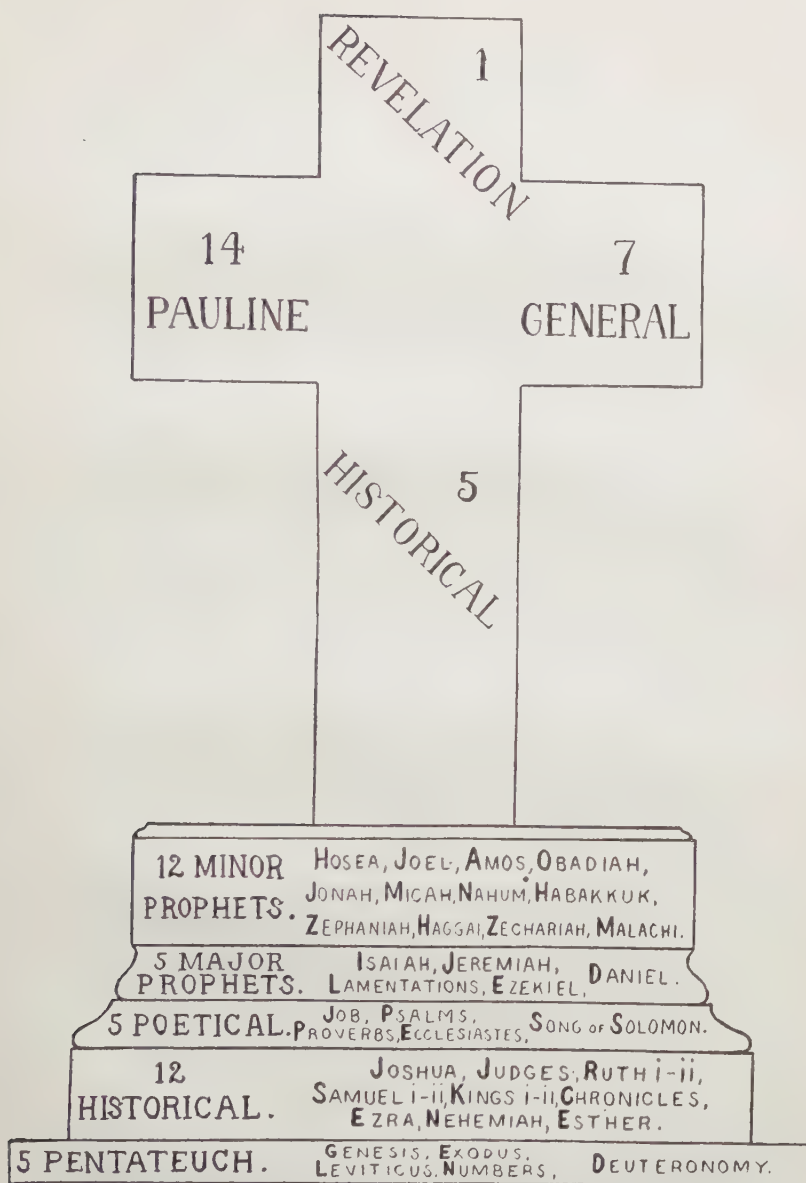 1
REVELATION
14
PAULINE
7
GENERAL
5
HISTORICAL
12 MINOR
PROPHETS.
HOSEA, JOEL, AMOS, OBADIAH,
JONAH, MICAH, NAHUM, HABAKKUK,
ZEPHANIAH, HAGGAI, ZECHARIAH, MALACHI.
5 MAJOR
PROPHETS.
ISAIAH, JEREMIAH,
LAMENTATIONS, EZEKIEL, DANIEL.
5 POETICAL.
JOB, PSALMS,
PROVERBS, ECCLESIASTES, SONG OF SOLOMON.
12
HISTORICAL.
JOSHUA, JUDGES, RUTH i-ii,
SAMUEL i-ii, KINGS i-ii, CHRONICLES,
EZRA, NEHEMIAH, ESTHER.
5 PENTATEUCH.
GENESIS, EXODUS,
LEVITICUS. NUMBERS, DEUTERONOMY.